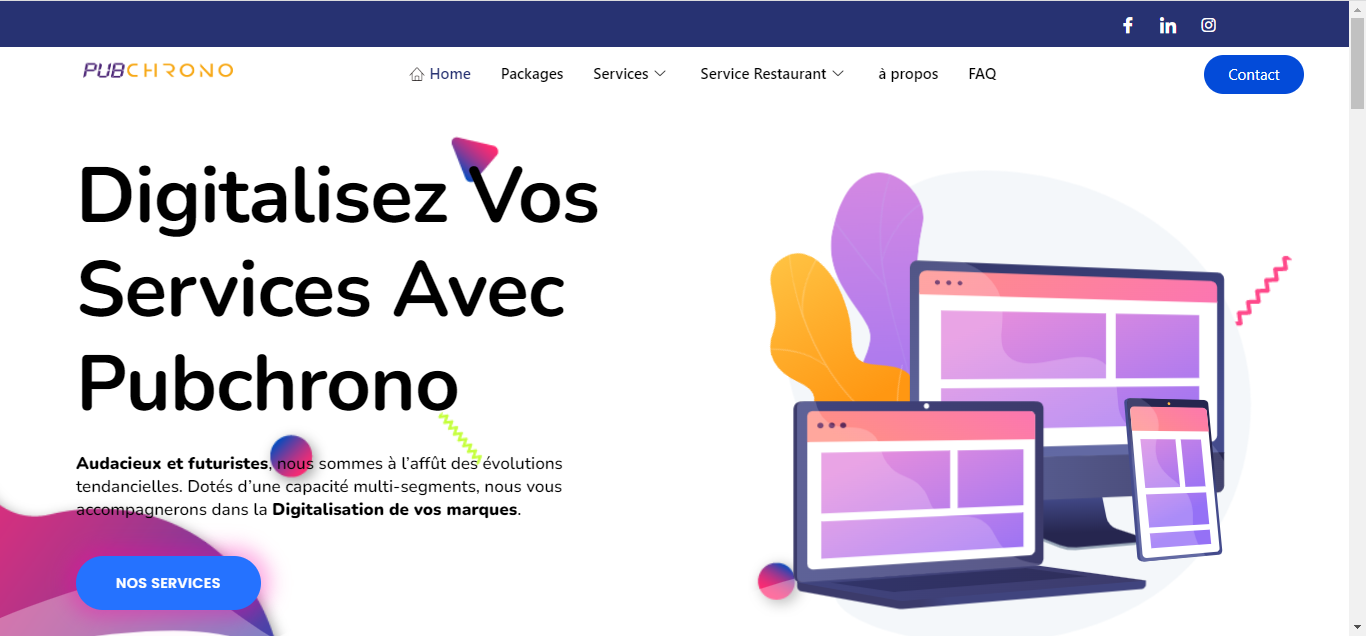 PUBCHRONO
Home Packages Services Service Restaurant à propos FAQ Contact
Digitalisez Vos
Services Avec
Pubchrono
Audacieux et futuristes, nous sommes à l’affût des évolutions
tendancielles. Dotés d’une capacité multi-segments, nous vous
accompagnerons dans la Digitalisation de vos marques.
NOS SERVICES